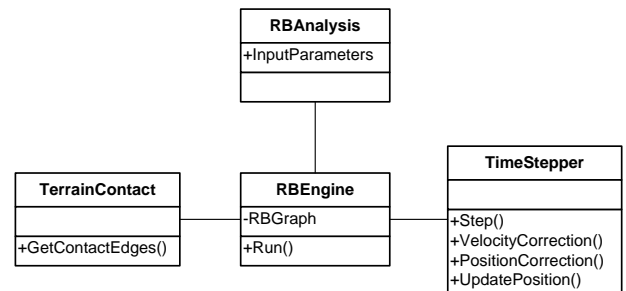 RBAnalysis
+InputParameters
TerrainContact
+GetContactEdges()
RBEngine
-RBGraph
+Run()
TimeStepper
+Step()
+VelocityCorrection()
+PositionCorrection()
+UpdatePosition()